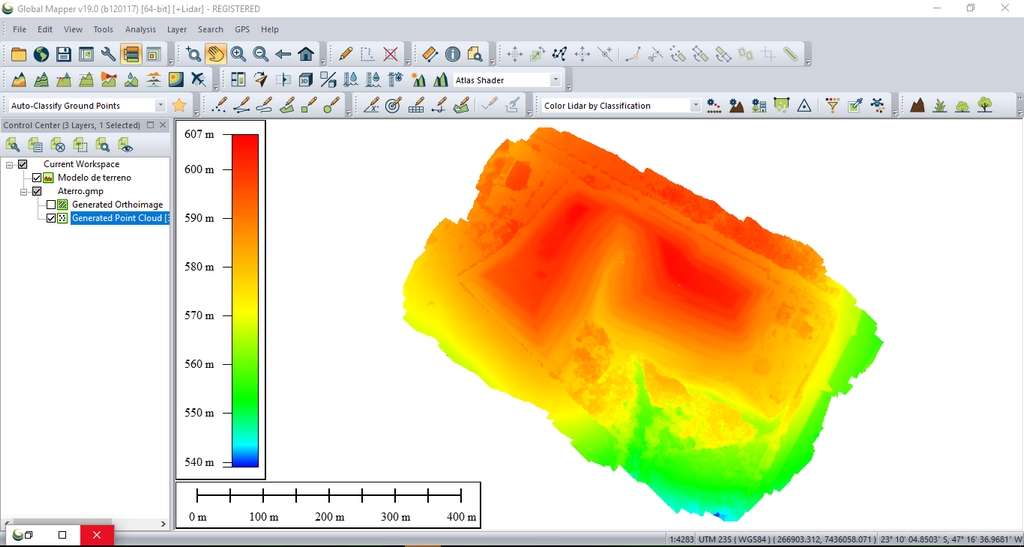 Global Mapper v19.0 (b120117) [64-bit] [+Lidar] - REGISTERED
File Edit View Tools Analysis Layer Search GPS Help
Atlas Shader
Auto-Classify Ground Points
Color Lidar by Classification
Control Center (3 Layers, 1 Selected)
Current Workspace
Modelo de terreno
Aterro.gmp
Generated Orthoimage
Generated Point Cloud [3
607 m
600 m
590 m
580 m
570 m
560 m
550 m
540 m
0 m 100 m 200 m 300 m 400 m
1:4283 UTM 23S ( WGS84 ) ( 266903.312, 7436058.071 ) 23° 10' 04.8503" S, 47° 16' 36.9681" W